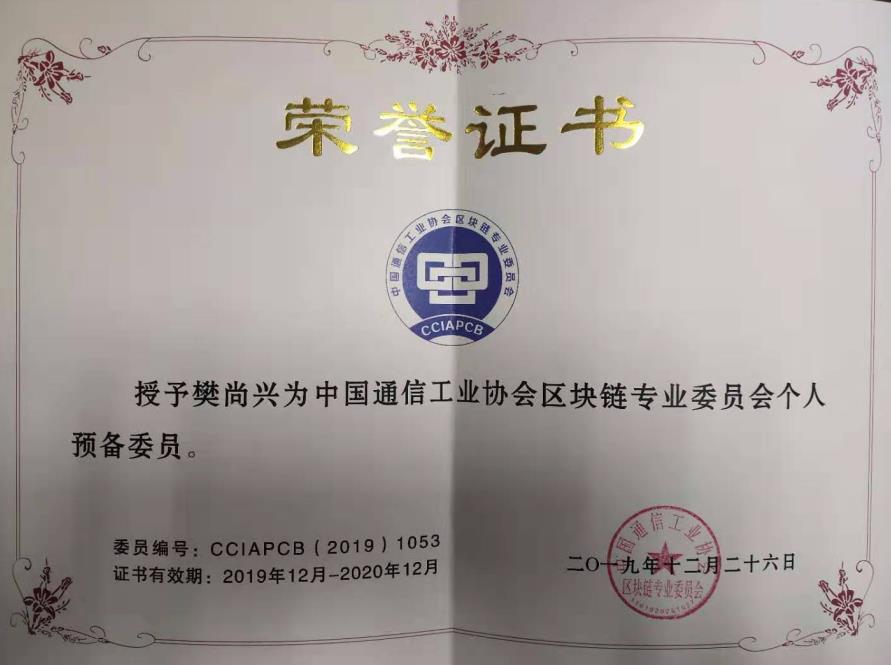 荣誉证书
中国通信工业协会区块链专业委员会
CCIAPCB
授予樊尚兴为中国通信工业协会区块链专业委员会个人
预备委员。
委员编号：CCIAPCB（2019）1053
证书有效期：2019年12月-2020年12月
二〇一九年十二月二十六日
中国通信工业协会
区块链专业委员会